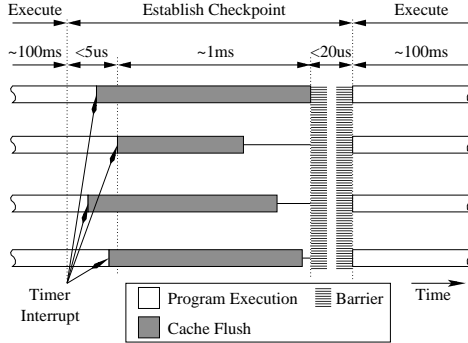 Execute Establish Checkpoint Execute
~100ms <5us ~1ms <20us ~100ms
Timer
Interrupt
Program Execution Barrier
Cache Flush
Time